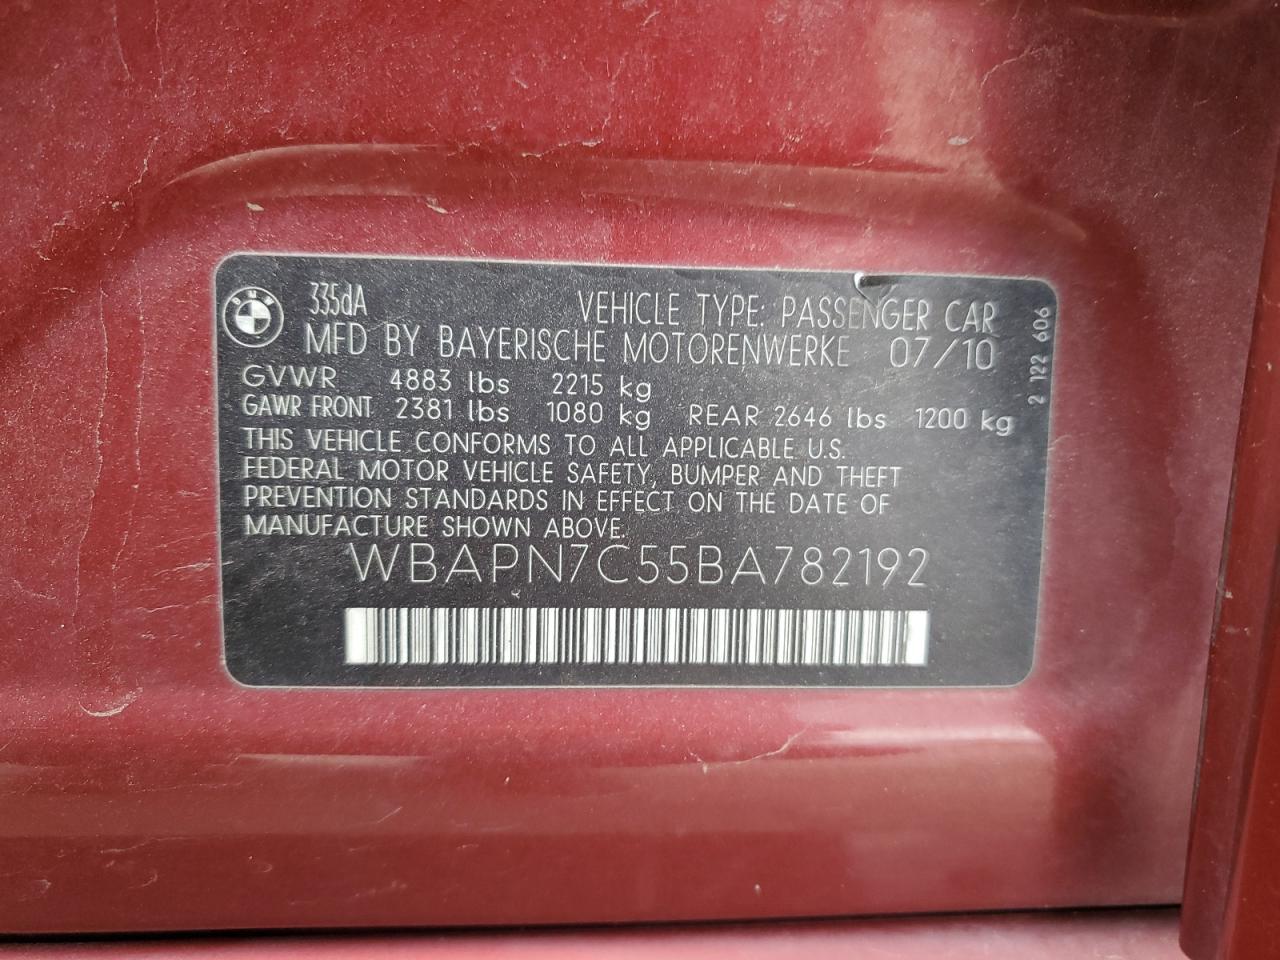 335dA VEHICLE TYPE: PASSENGER CAR
MFD BY BAYERISCHE MOTORENWERKE 07/10
GVWR 4883 lbs 2215 kg
GAWR FRONT 2381 lbs 1080 kg REAR 2646 lbs 1200 kg
THIS VEHICLE CONFORMS TO ALL APPLICABLE U.S.
FEDERAL MOTOR VEHICLE SAFETY, BUMPER AND THEFT
PREVENTION STANDARDS IN EFFECT ON THE DATE OF
MANUFACTURE SHOWN ABOVE.
WBAPN7C55BA782192
2 122 606
BMW